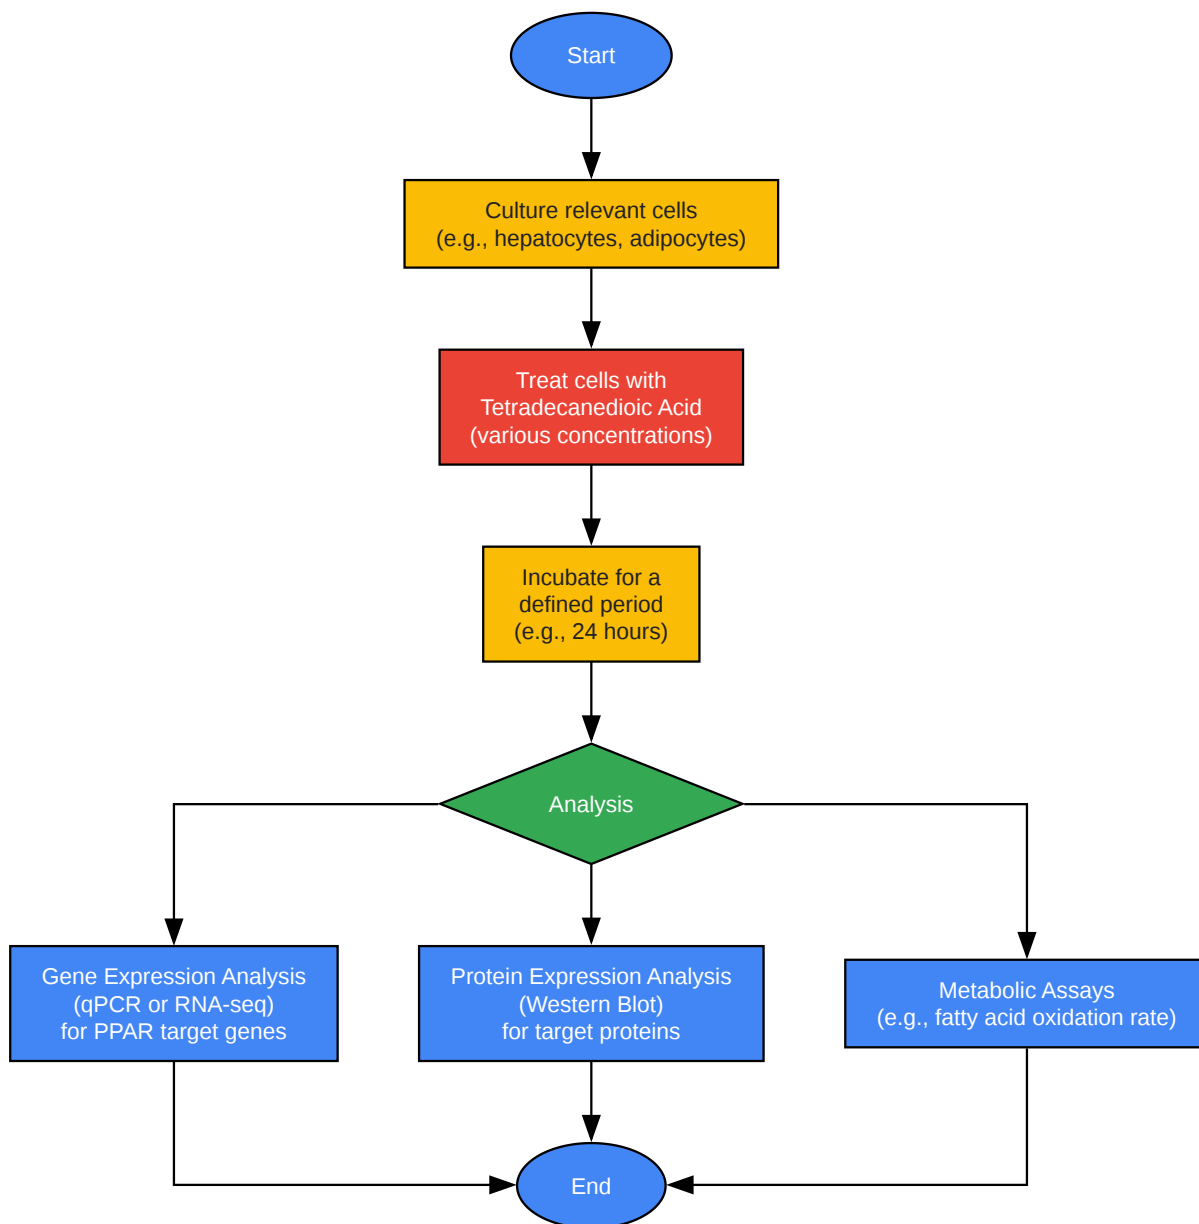 Start
Culture relevant cells
(e.g., hepatocytes, adipocytes)
Treat cells with
Tetradecanedioic Acid
(various concentrations)
Incubate for a
defined period
(e.g., 24 hours)
Analysis
Gene Expression Analysis
(qPCR or RNA-seq)
for PPAR target genes
Protein Expression Analysis
(Western Blot)
for target proteins
Metabolic Assays
(e.g., fatty acid oxidation rate)
End